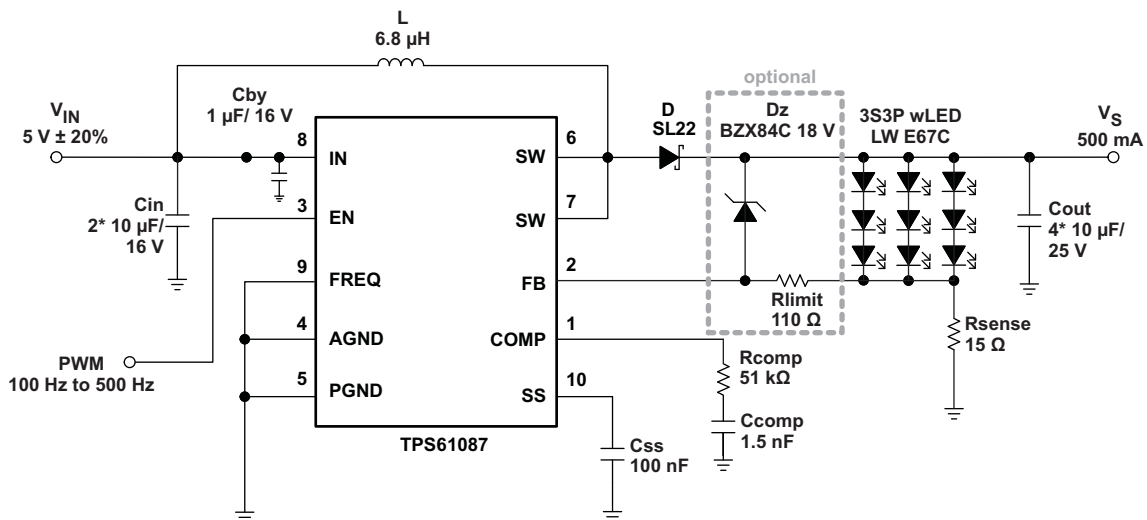 L
6.8 µH
optional
Cby
1 µF/ 16 V
VIN
5 V ± 20%
D
SL22
Dz
BZX84C 18 V
3S3P wLED
LW E67C
VS
500 mA
8
IN
SW
6
Cin
2* 10 µF/
16 V
3
EN
SW
7
Cout
4* 10 µF/
25 V
9
FREQ
FB
2
Rlimit
110 Ω
4
AGND
COMP
1
Rsense
15 Ω
PWM
100 Hz to 500 Hz
Rcomp
51 kΩ
5
PGND
SS
10
Ccomp
1.5 nF
TPS61087
Css
100 nF